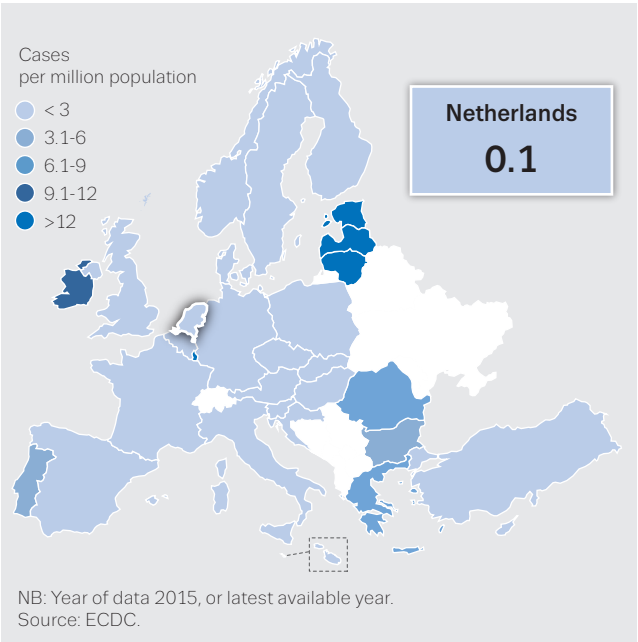 Cases
per million population
< 3
3.1-6
6.1-9
9.1-12
>12
Netherlands
0.1
NB: Year of data 2015, or latest available year.
Source: ECDC.